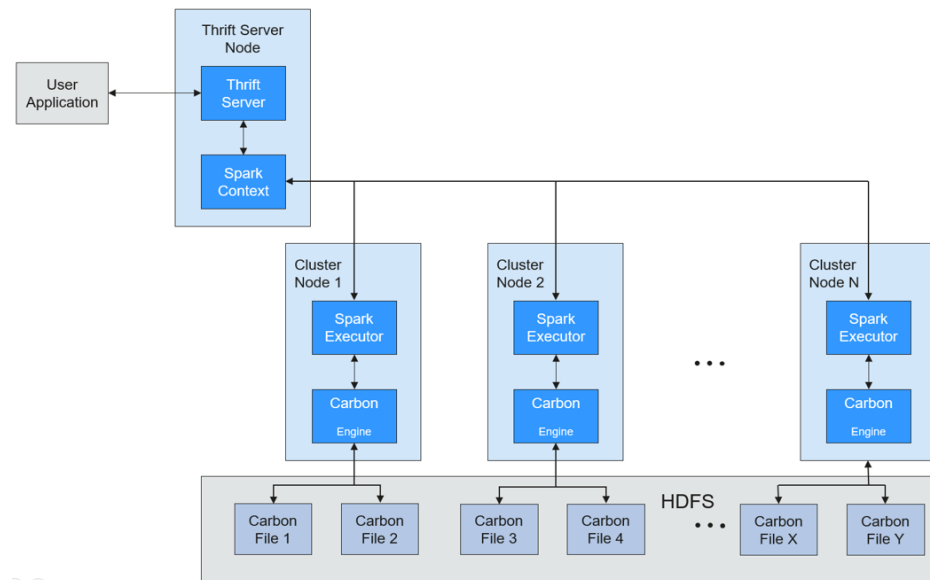 Thrift Server
Node
User
Application
Thrift
Server
Spark
Context
Cluster
Node 1
Spark
Executor
Carbon
Engine
Cluster
Node 2
Spark
Executor
Carbon
Engine
...
Cluster
Node N
Spark
Executor
Carbon
Engine
HDFS
Carbon
File 1
Carbon
File 2
Carbon
File 3
Carbon
File 4
...
Carbon
File X
Carbon
File Y